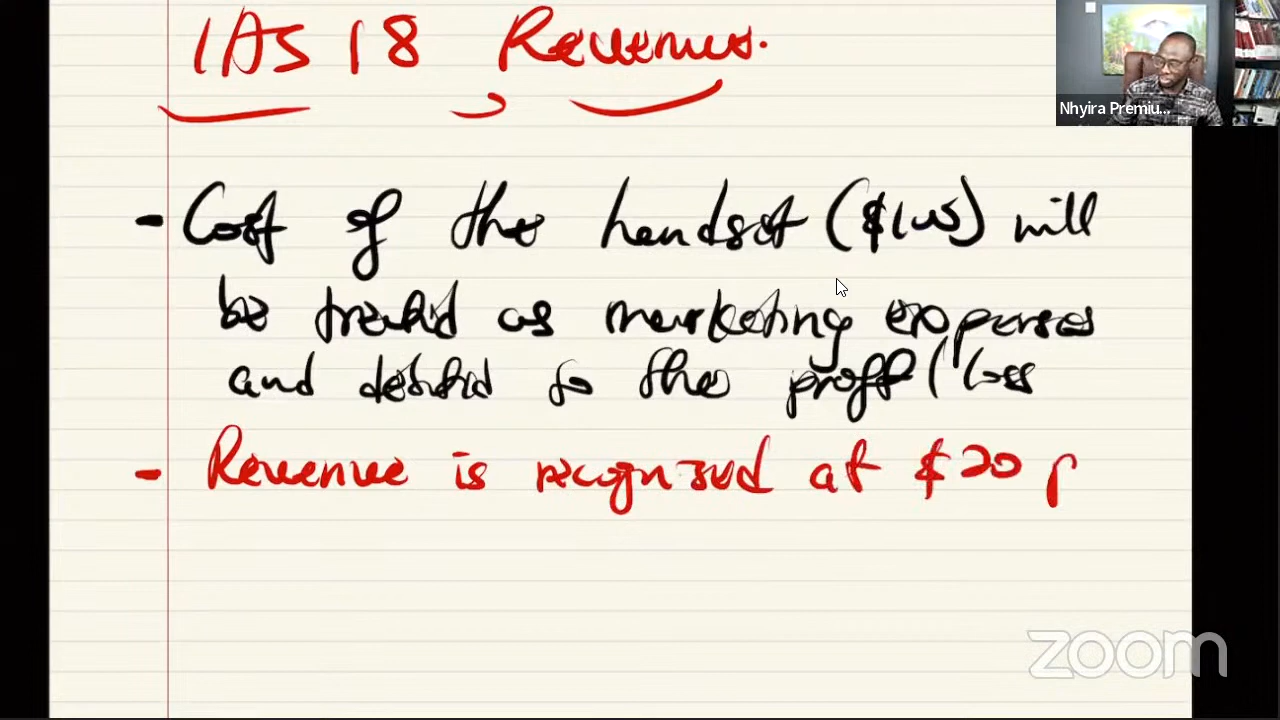 IAS 18 Revenue.
Nhyira Premiu...
- Cost of the handset ($100) will
be treated as marketing expenses
and debited to the profit/loss
- Revenue is recognised at $20 p
zoom